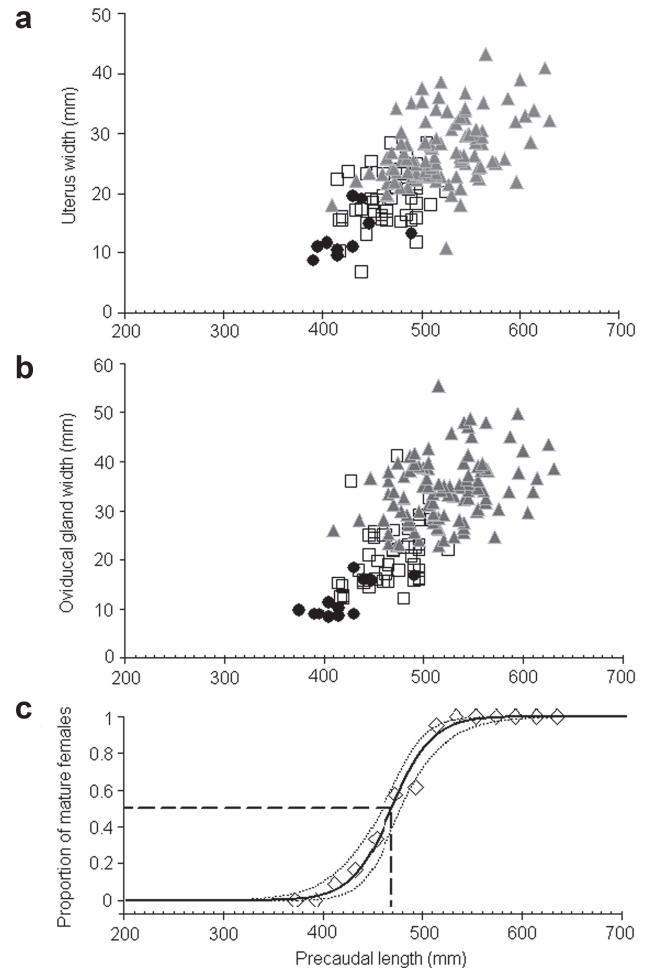 a
50
40
30
20
10
0
Uterus width (mm)
200 300 400 500 600 700
b
60
50
40
30
20
10
0
Oviducal gland width (mm)
200 300 400 500 600 700
c
1
0.8
0.6
0.4
0.2
0
Proportion of mature females
200 300 400 500 600 700
Precaudal length (mm)